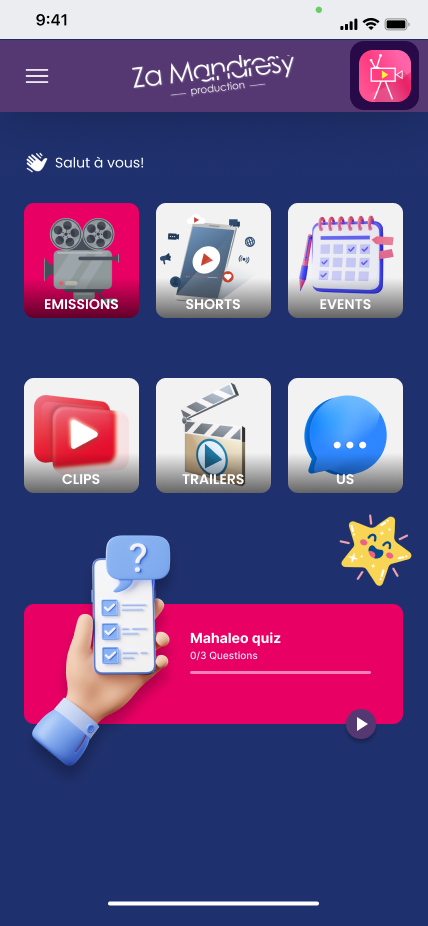 9:41
Za Mandresy
production
Salut à vous!
EMISSIONS
SHORTS
EVENTS
CLIPS
TRAILERS
US
?
Mahaleo quiz
0/3 Questions